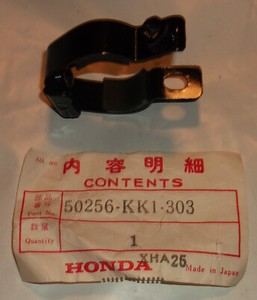 内容明細
CONTENTS
部品番号 Part No. 50256-KK1-303
数量 Quantity 1
XHA25
HONDA Made in Japan